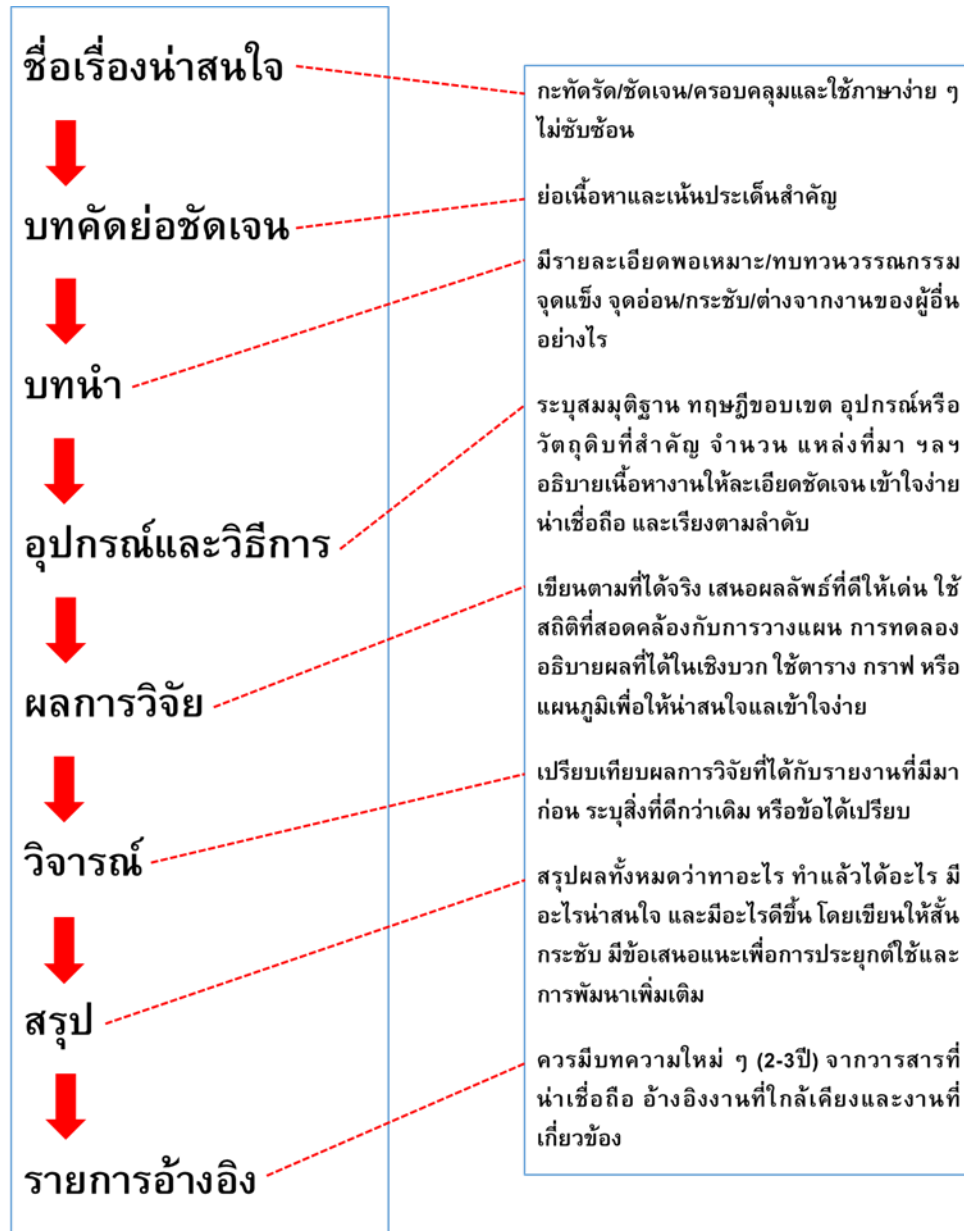 ชื่อเรื่องน่าสนใจ
บทคัดย่อชัดเจน
บทนำ
อุปกรณ์และวิธีการ
ผลการวิจัย
วิจารณ์
สรุป
รายการอ้างอิง
กะทัดรัด/ชัดเจน/ครอบคลุมและใช้ภาษาง่าย ๆ
ไม่ซับซ้อน
ย่อเนื้อหาและเน้นประเด็นสำคัญ
มีรายละเอียดพอเหมาะ/ทบทวนวรรณกรรม
จุดแข็ง จุดอ่อน/กระชับ/ต่างจากงานของผู้อื่น
อย่างไร
ระบุสมมุติฐาน ทฤษฎีขอบเขต อุปกรณ์หรือ
วัตถุดิบที่สำคัญ จำนวน แหล่งที่มา ฯลฯ
อธิบายเนื้อหางานให้ละเอียดชัดเจน เข้าใจง่าย
น่าเชื่อถือ และเรียงตามลำดับ
เขียนตามที่ได้จริง เสนอผลลัพธ์ที่ดีให้เด่น ใช้
สถิติที่สอดคล้องกับการวางแผน การทดลอง
อธิบายผลที่ได้ในเชิงบวก ใช้ตาราง กราฟ หรือ
แผนภูมิเพื่อให้น่าสนใจแลเข้าใจง่าย
เปรียบเทียบผลการวิจัยที่ได้กับรายงานที่มีมา
ก่อน ระบุสิ่งที่ดีกว่าเดิม หรือข้อได้เปรียบ
สรุปผลทั้งหมดว่าทาอะไร ทำแล้วได้อะไร มี
อะไรน่าสนใจ และมีอะไรดีขึ้น โดยเขียนให้สั้น
กระชับ มีข้อเสนอแนะเพื่อการประยุกต์ใช้และ
การพัมนาเพิ่มเติม
ควรมีบทความใหม่ ๆ (2-3ปี) จากวารสารที่
น่าเชื่อถือ อ้างอิงงานที่ใกล้เคียงและงานที่
เกี่ยวข้อง